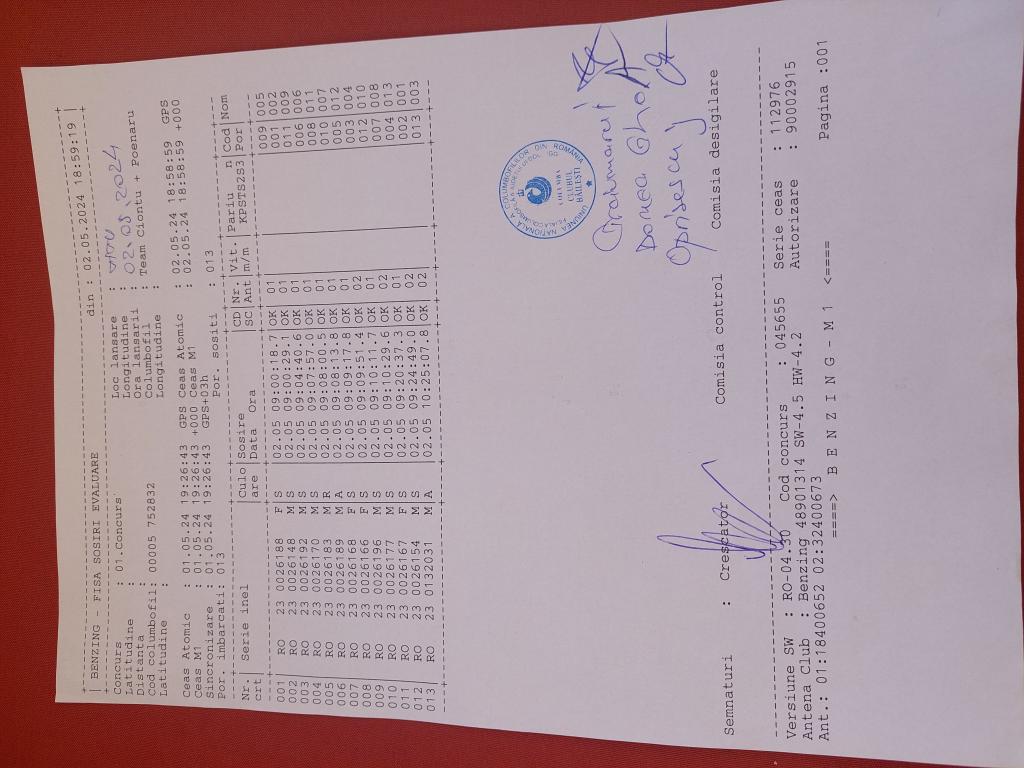 | BENZING - FISA SOSIRI EVALUARE din : 02.05.2024 18:59:19 |
Concurs : 01.Concurs Loc lansare :
Latitudine : Longitudine : 02.05.2024
Distanta : Ora lansarii :
Cod columbofil: 00005 752832 Columbofil : Team Ciontu + Poenaru
Latitudine : Longitudine :
Ceas Atomic : 01.05.24 19:26:43 GPS Ceas Atomic : 02.05.24 18:58:59 GPS
Ceas M1 : 01.05.24 19:26:43 +000 Ceas M1 : 02.05.24 18:58:59 +000
Sincronizare : 01.05.24 19:26:43 GPS+03h
Por. imbarcati: 013 Por. sositi : 013
Nr.| Serie inel |Culo|Sosire |CD|Nr.|Vit.|Pariu |Cod|Nom
crt| |are |Data Ora |SC|Ant|m/m |KPSTS2S3|Por|
001| RO 23 0026188 F S |02.05 09:00:18.7|OK| 01 |009|005
002| RO 23 0026148 M S |02.05 09:00:29.1|OK| 01 |001|002
003| RO 23 0026192 M S |02.05 09:04:40.6|OK| 01 |011|009
004| RO 23 0026170 M S |02.05 09:07:57.0|OK| 01 |006|006
005| RO 23 0026183 M R |02.05 09:08:00.5|OK| 01 |008|011
006| RO 23 0026189 M A |02.05 09:08:13.8|OK| 01 |010|007
007| RO 23 0026168 F S |02.05 09:09:17.8|OK| 01 |005|012
008| RO 23 0026166 F S |02.05 09:09:51.4|OK| 02 |003|004
009| RO 23 0026196 M S |02.05 09:10:11.7|OK| 01 |012|010
010| RO 23 0026177 M S |02.05 09:10:29.6|OK| 02 |007|008
011| RO 23 0026167 F S |02.05 09:20:37.3|OK| 01 |004|013
012| RO 23 0026154 M S |02.05 09:24:49.0|OK| 02 |002|001
013| RO 23 0132031 M A |02.05 10:25:07.8|OK| 02 |013|003
UNIUNEA NATIONALA A COLUMBOFILILOR DIN ROMANIA
COLUMBA
CLUBUL
BĂILEȘTI
Semnaturi : Crescator Comisia control Comisia desigilare
Versiune SW : RO-04.30 Cod concurs : 045655 Serie ceas : 112976
Antena Club : Benzing 48901314 SW-4.5 HW-4.2 Autorizare : 90002915
Ant.: 01:18400652 02:32400673
====> B E N Z I N G - M 1 <==== Pagina :001